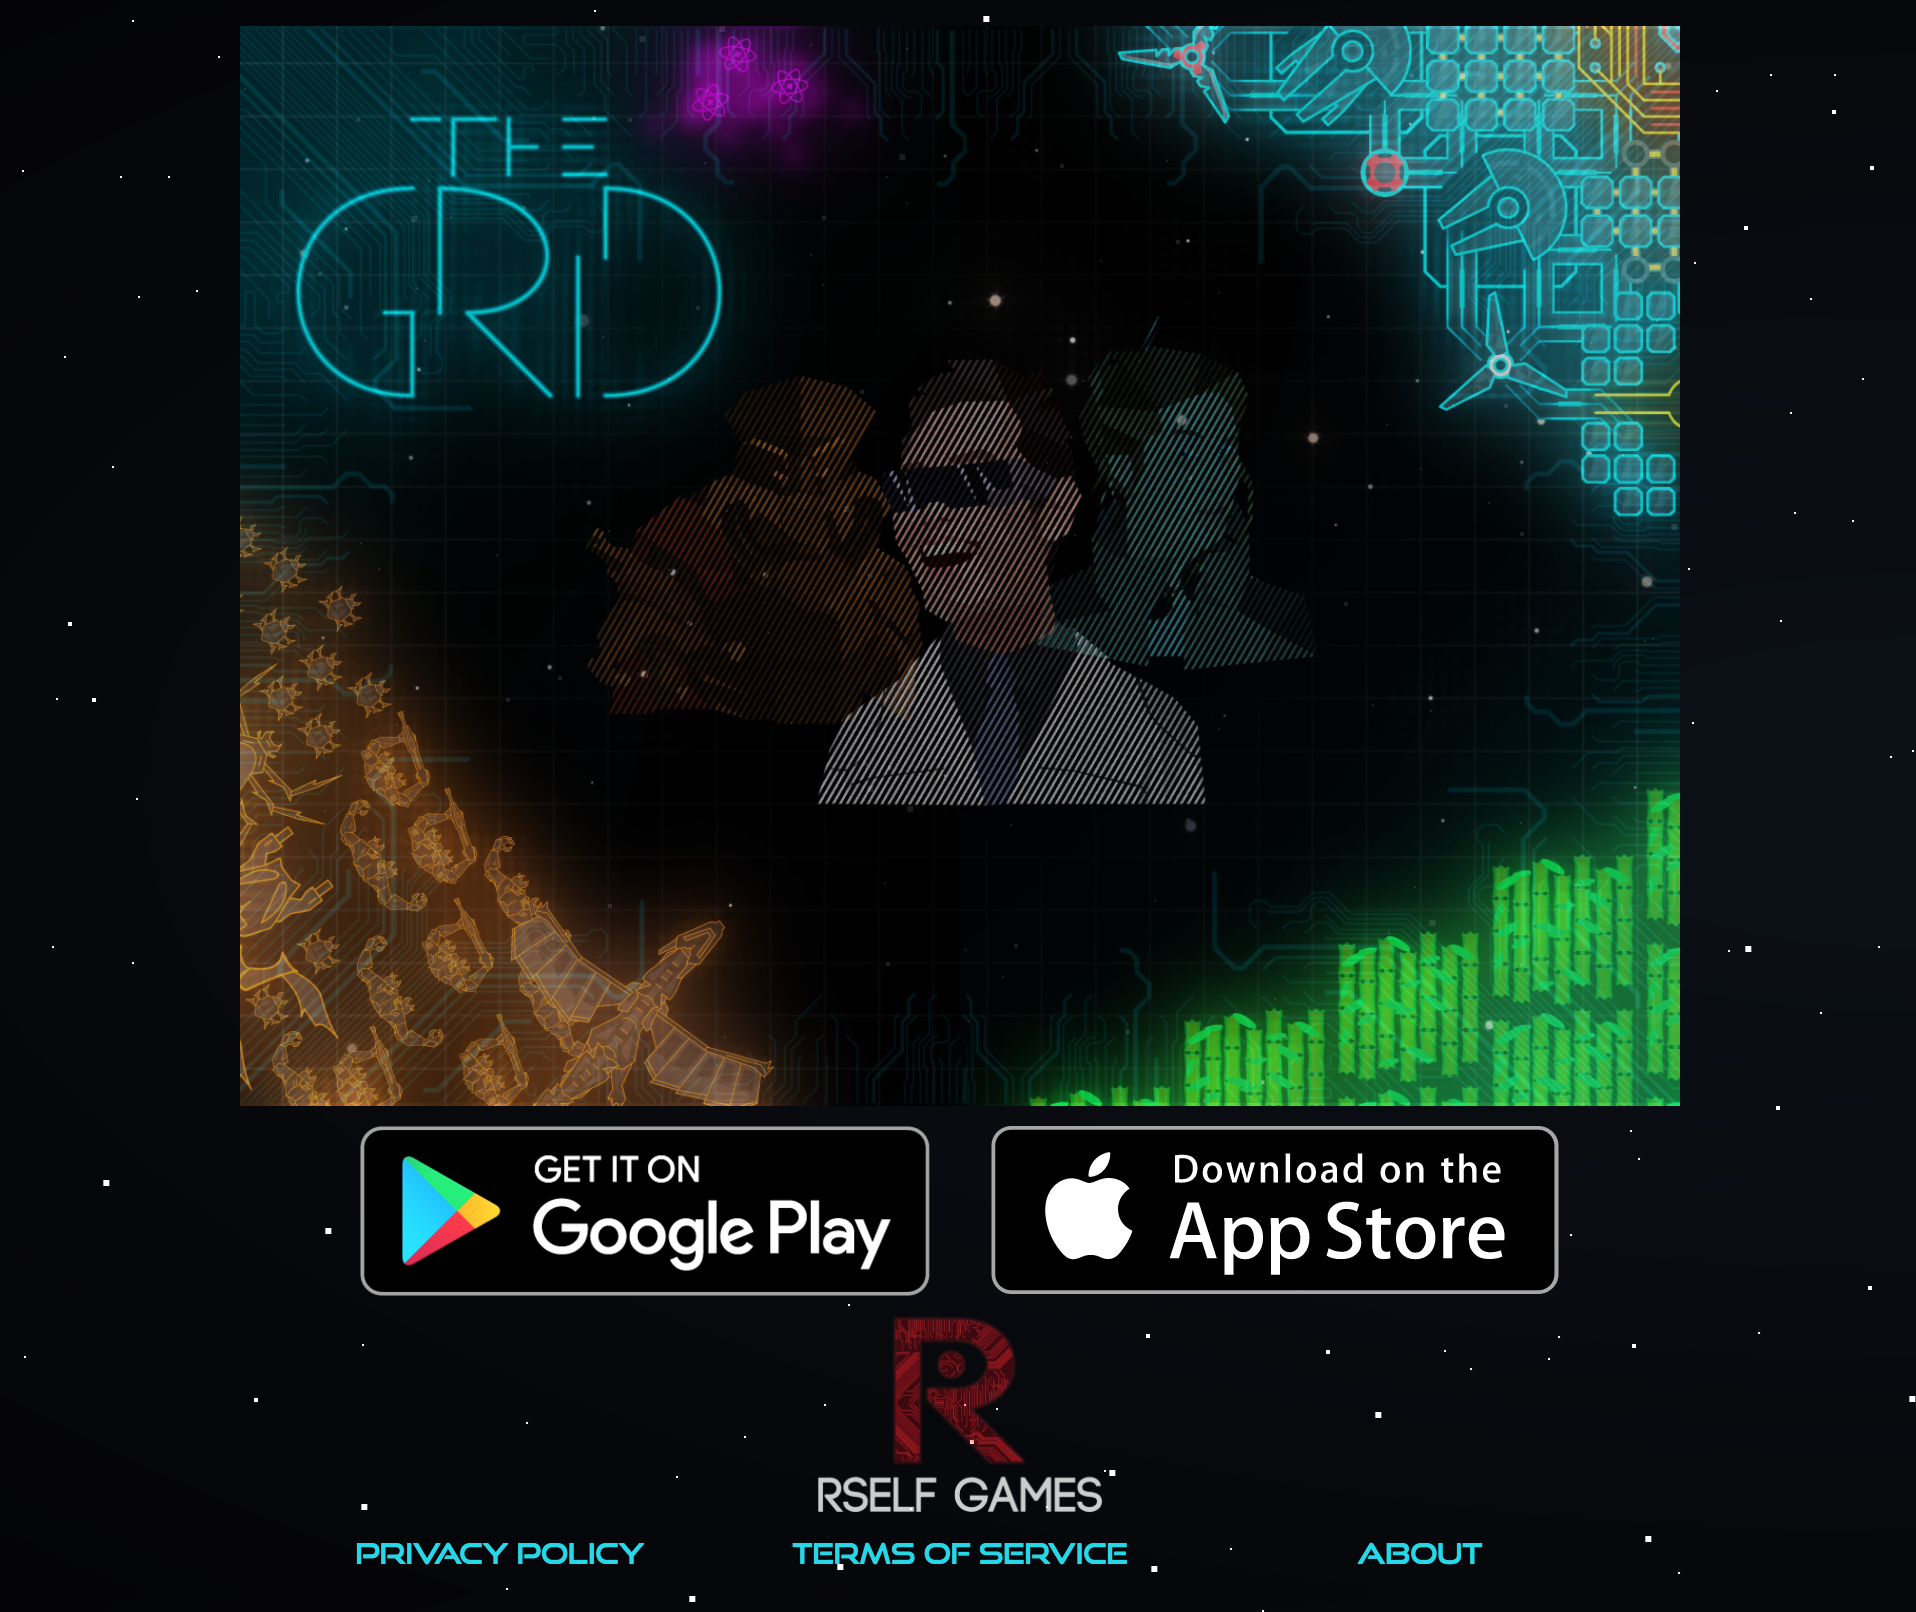 THE
GRID
GET IT ON
Google Play
Download on the
App Store
RSELF GAMES
PRIVACY POLICY
TERMS OF SERVICE
ABOUT